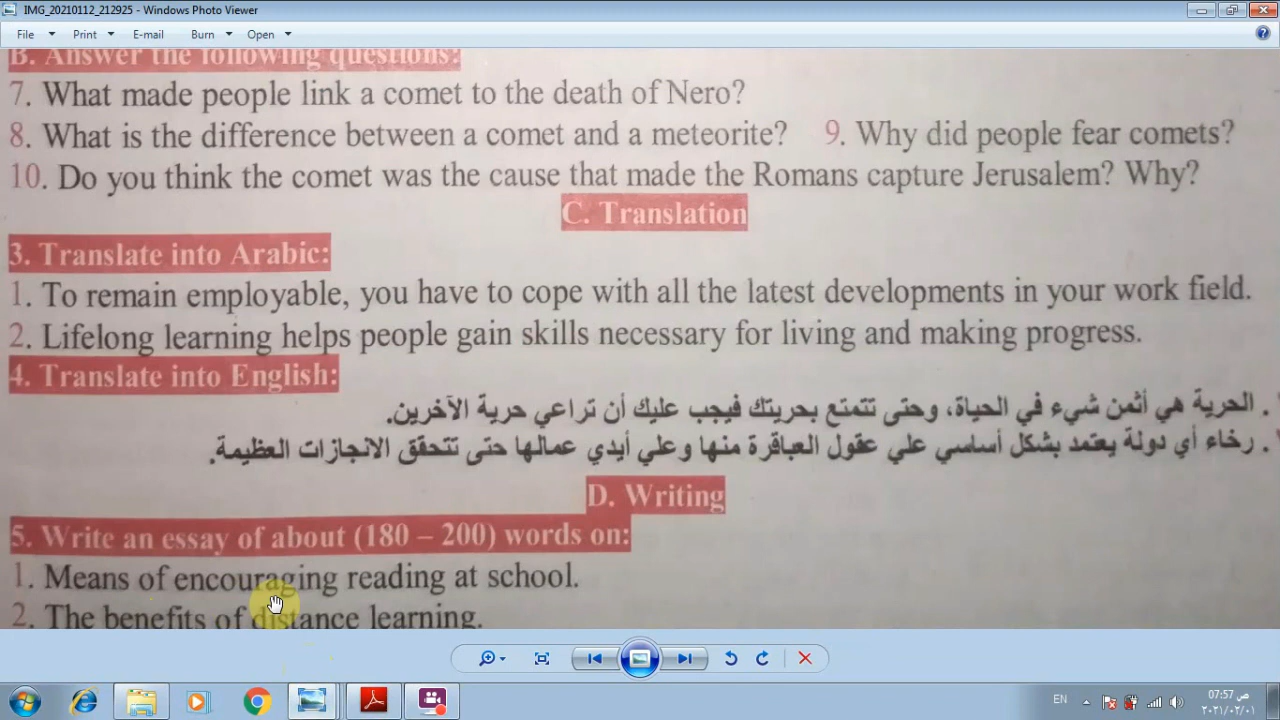 IMG_20210112_212925 - Windows Photo Viewer
File Print E-mail Burn Open
B. Answer the following questions:
7. What made people link a comet to the death of Nero?
8. What is the difference between a comet and a meteorite? 9. Why did people fear comets?
10. Do you think the comet was the cause that made the Romans capture Jerusalem? Why?
C. Translation
3. Translate into Arabic:
1. To remain employable, you have to cope with all the latest developments in your work field.
2. Lifelong learning helps people gain skills necessary for living and making progress.
4. Translate into English:
. الحرية هي أثمن شيء في الحياة، وحتى تتمتع بحريتك فيجب عليك أن تراعي حرية الآخرين.
. رخاء أي دولة يعتمد بشكل أساسي علي عقول العباقرة منها وعلي أيدي عمالها حتى تتحقق الانجازات العظيمة.
D. Writing
5. Write an essay of about (180 – 200) words on:
1. Means of encouraging reading at school.
2. The benefits of distance learning.
EN
07:57 ص
٢٠٢١/٠٢/٠١